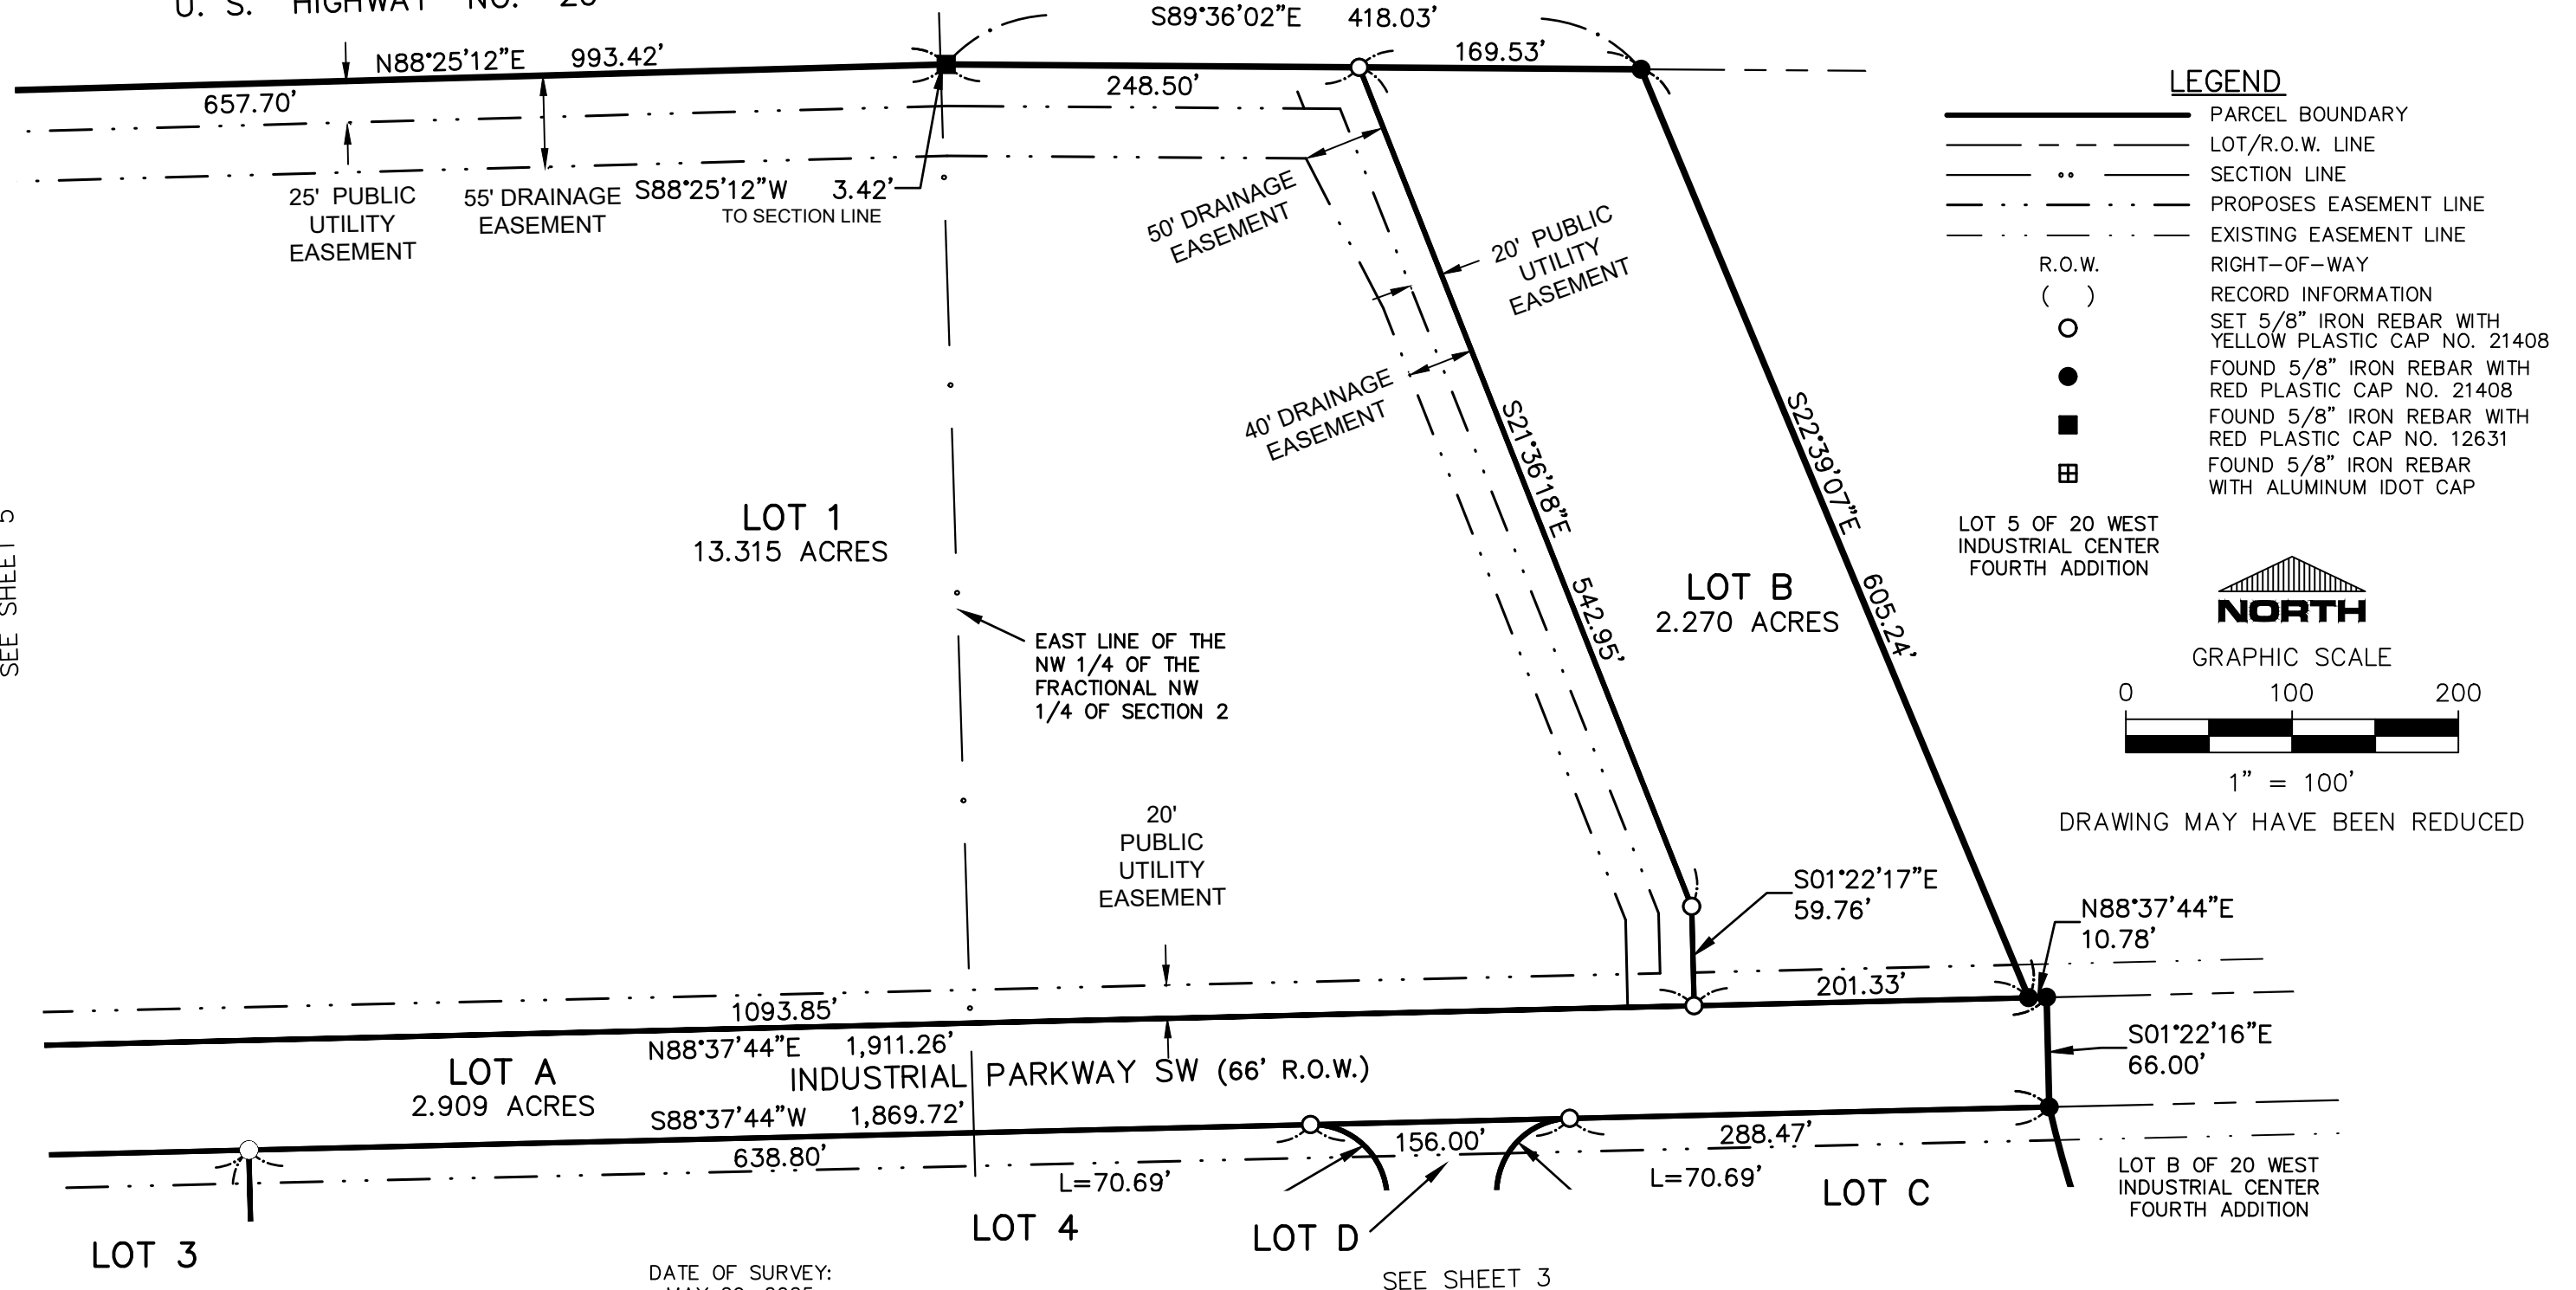 U. S. HIGHWAY NO. 20
S89°36'02"E 418.03'
N88°25'12"E 993.42'
169.53'
657.70'
248.50'
25' PUBLIC
UTILITY
EASEMENT
55' DRAINAGE
EASEMENT
S88°25'12"W 3.42'
TO SECTION LINE
50' DRAINAGE
EASEMENT
20' PUBLIC
UTILITY
EASEMENT
40' DRAINAGE
EASEMENT
S21°36'18"E
542.95'
S22°39'07"E
605.24'
LEGEND
PARCEL BOUNDARY
LOT/R.O.W. LINE
SECTION LINE
PROPOSES EASEMENT LINE
EXISTING EASEMENT LINE
R.O.W. RIGHT-OF-WAY
( ) RECORD INFORMATION
SET 5/8" IRON REBAR WITH
YELLOW PLASTIC CAP NO. 21408
FOUND 5/8" IRON REBAR WITH
RED PLASTIC CAP NO. 21408
FOUND 5/8" IRON REBAR WITH
RED PLASTIC CAP NO. 12631
FOUND 5/8" IRON REBAR
WITH ALUMINUM IDOT CAP
LOT 5 OF 20 WEST
INDUSTRIAL CENTER
FOURTH ADDITION
NORTH
GRAPHIC SCALE
0 100 200
1" = 100'
DRAWING MAY HAVE BEEN REDUCED
SEE SHEET 5
LOT 1
13.315 ACRES
LOT B
2.270 ACRES
EAST LINE OF THE
NW 1/4 OF THE
FRACTIONAL NW
1/4 OF SECTION 2
20'
PUBLIC
UTILITY
EASEMENT
S01°22'17"E
59.76'
N88°37'44"E
10.78'
201.33'
1093.85'
N88°37'44"E 1,911.26'
S01°22'16"E
66.00'
LOT A
2.909 ACRES
INDUSTRIAL PARKWAY SW (66' R.O.W.)
S88°37'44"W 1,869.72'
638.80'
156.00'
288.47'
L=70.69'
L=70.69'
LOT B OF 20 WEST
INDUSTRIAL CENTER
FOURTH ADDITION
LOT C
LOT 4
LOT D
LOT 3
DATE OF SURVEY:
SEE SHEET 3